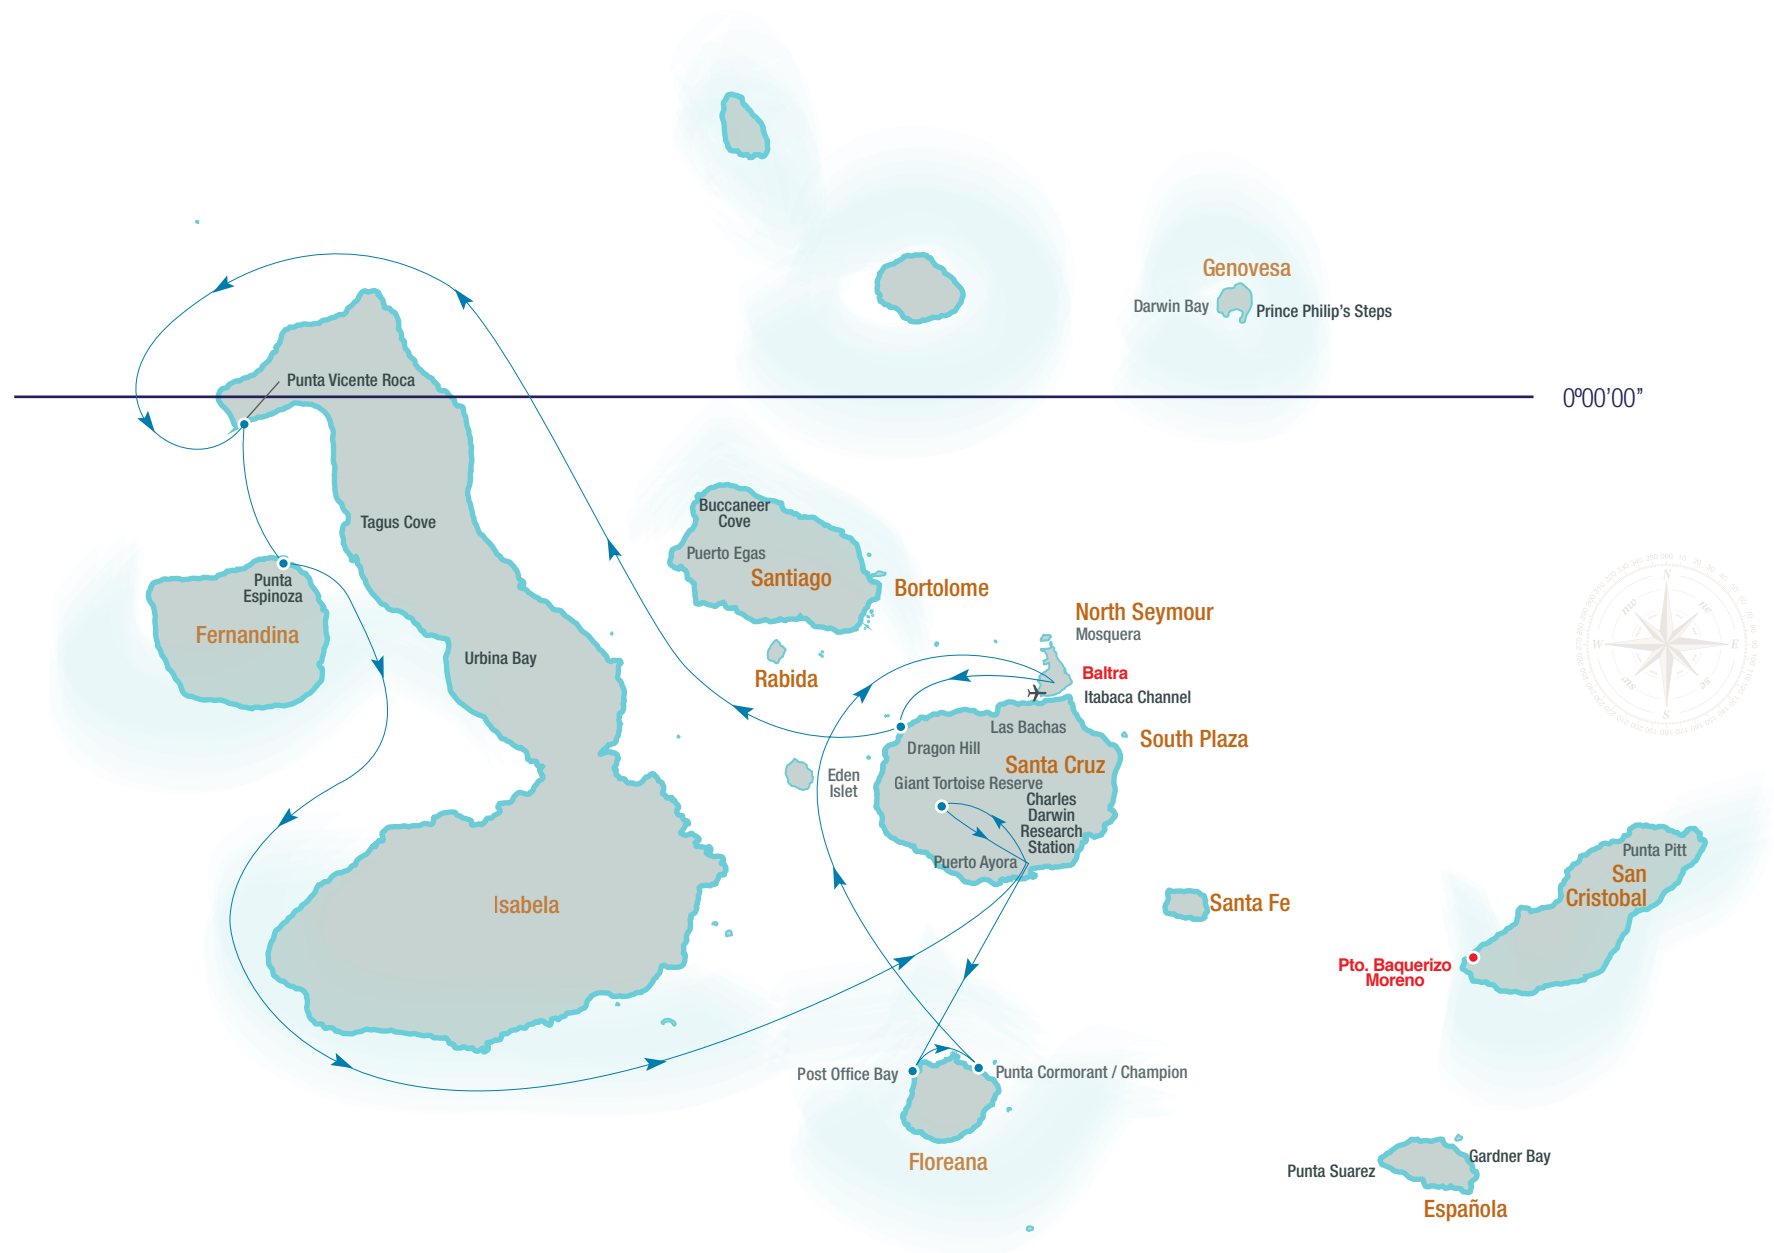 Genovesa
Darwin Bay
Prince Philip's Steps
Punta Vicente Roca
0º00'00"
Buccaneer
Cove
Tagus Cove
Puerto Egas
Santiago
Bortolome
Punta
Espinoza
Fernandina
North Seymour
Mosquera
Urbina Bay
Rabida
Baltra
Itabaca Channel
Las Bachas
South Plaza
Dragon Hill
Santa Cruz
Eden
Islet
Giant Tortoise Reserve
Charles
Darwin
Research
Station
Puerto Ayora
Punta Pitt
San
Cristobal
Isabela
Santa Fe
Pto. Baquerizo
Moreno
Post Office Bay
Punta Cormorant / Champion
Floreana
Gardner Bay
Punta Suarez
Española
N
ne
E
se
S
sw
W